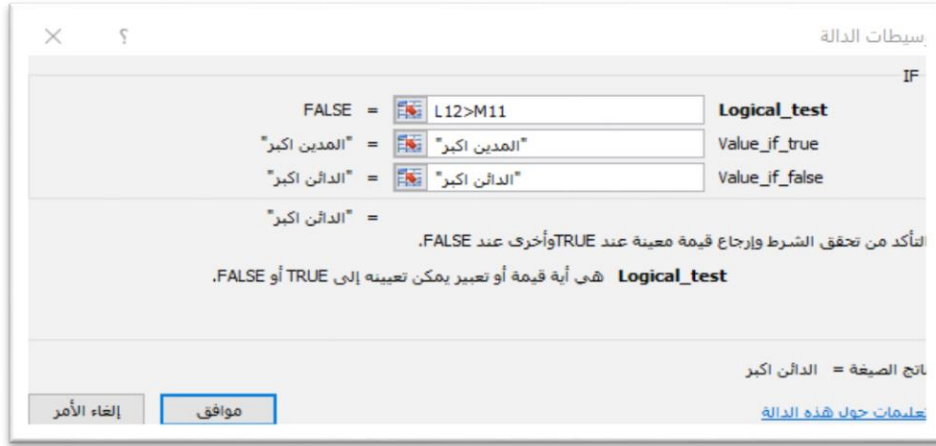 وسيطات الدالة ؟
IF
Logical_test L12>M11 = FALSE
Value_if_true "المدين اكبر" = "المدين اكبر"
Value_if_false "الدائن اكبر" = "الدائن اكبر"
= "الدائن اكبر"
التأكد من تحقق الشرط وإرجاع قيمة معينة عند TRUEوأخرى عند FALSE.
Logical_test هي أية قيمة أو تعبير يمكن تعيينه إلى TRUE أو FALSE.
ناتج الصيغة = الدائن اكبر
تعليمات حول هذه الدالة موافق إلغاء الأمر